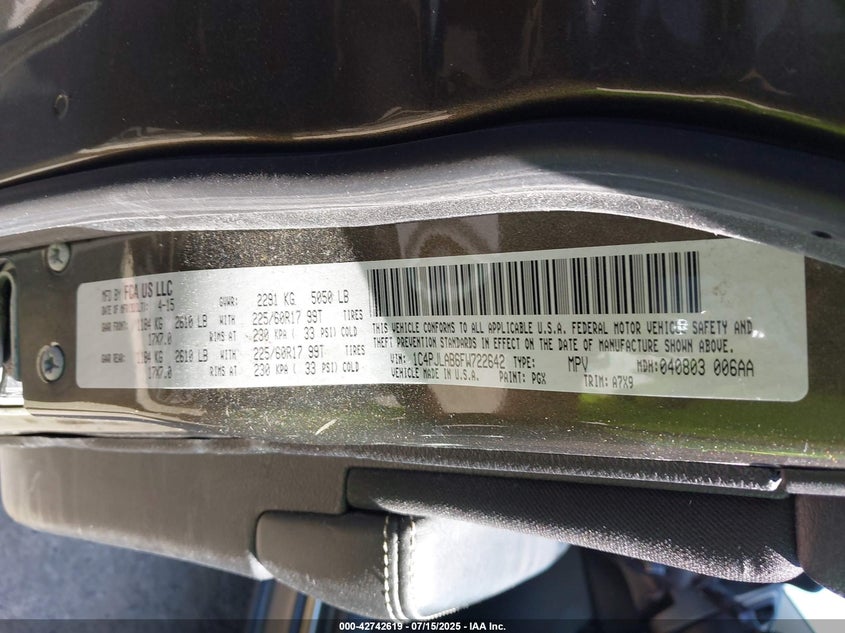 MFD BY FCA US LLC
DATE OF MFR 4-15 GVWR: 2291 KG 5050 LB
GAWR FRONT: 1184 KG 2610 LB WITH 225/60R17 99T TIRES
17X7.0 RIMS AT 230 KPA ( 33 PSI) COLD
GAWR REAR: 1184 KG 2610 LB WITH 225/60R17 99T TIRES
17X7.0 RIMS AT 230 KPA ( 33 PSI) COLD
THIS VEHICLE CONFORMS TO ALL APPLICABLE U.S.A. FEDERAL MOTOR VEHICLE SAFETY AND
THEFT PREVENTION STANDARDS IN EFFECT ON THE DATE OF MANUFACTURE SHOWN ABOVE.
VIN: 1C4PJLAB6FW722642 TYPE: MPV MDH: 040803 006AA
VEHICLE MADE IN U.S.A. PAINT: PGX TRIM: A7X9
000-42742619 - 07/15/2025 - IAA Inc.